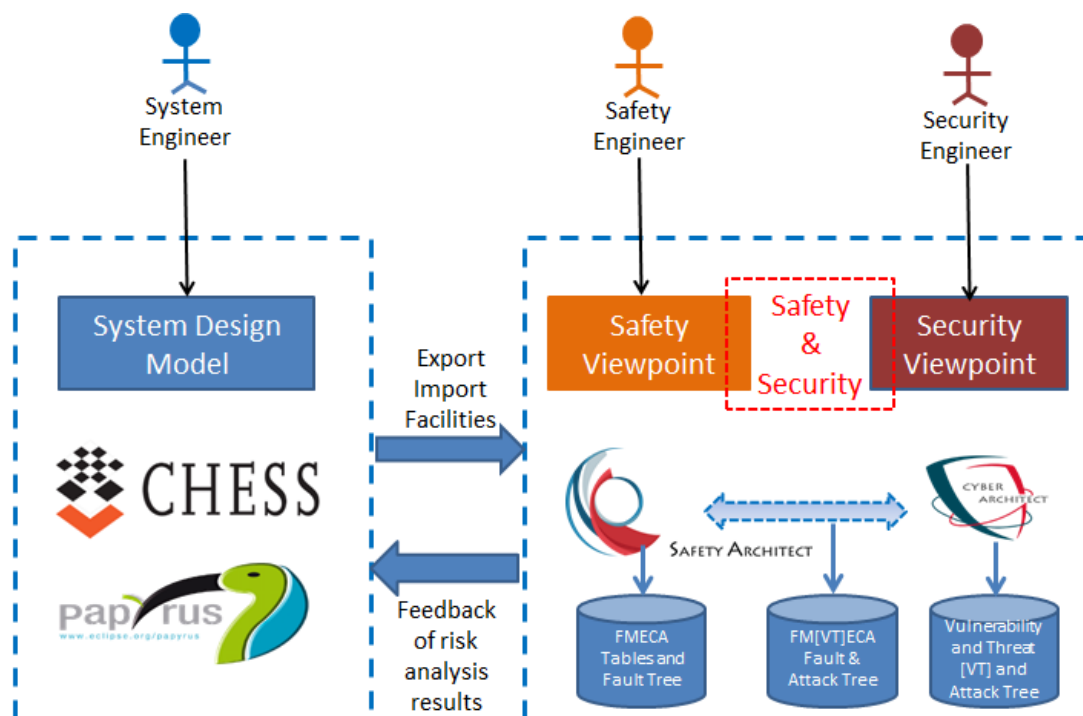 System
Engineer
Safety
Engineer
Security
Engineer
System Design
Model
Export
Import
Facilities
Safety
Viewpoint
Safety
&
Security
Security
Viewpoint
CHESS
papyrus
www.eclipse.org/papyrus
Feedback
of risk
analysis
results
SAFETY ARCHITECT
CYBER
ARCHITECT
FMECA
Tables and
Fault Tree
FM[VT]ECA
Fault &
Attack Tree
Vulnerability
and Threat
[VT] and
Attack Tree